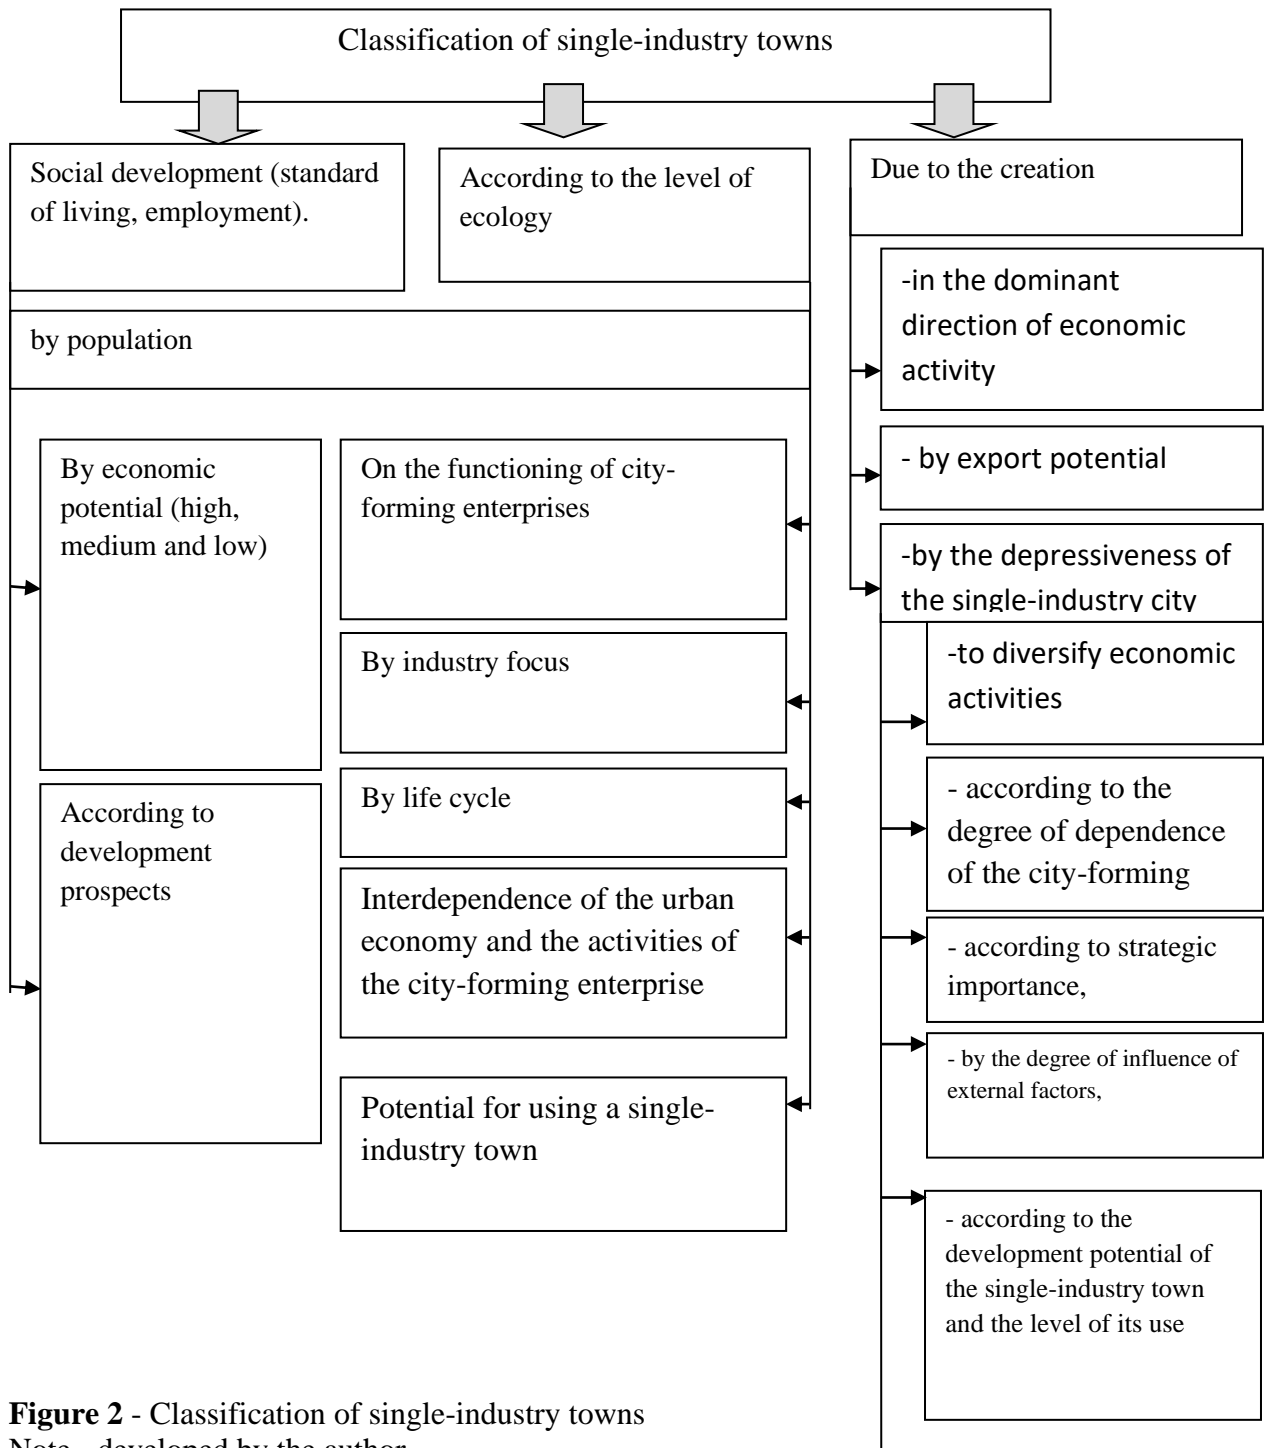 Classification of single-industry towns
Social development (standard
of living, employment).
According to the level of
ecology
Due to the creation
by population
By economic
potential (high,
medium and low)
According to
development
prospects
On the functioning of city-
forming enterprises
By industry focus
By life cycle
Interdependence of the urban
economy and the activities of
the city-forming enterprise
Potential for using a single-
industry town
-in the dominant
direction of economic
activity
- by export potential
-by the depressiveness of
the single-industry city
-to diversify economic
activities
- according to the
degree of dependence
of the city-forming
- according to strategic
importance,
- by the degree of influence of
external factors,
- according to the
development potential of
the single-industry town
and the level of its use
Figure 2 - Classification of single-industry towns
Note - developed by the author